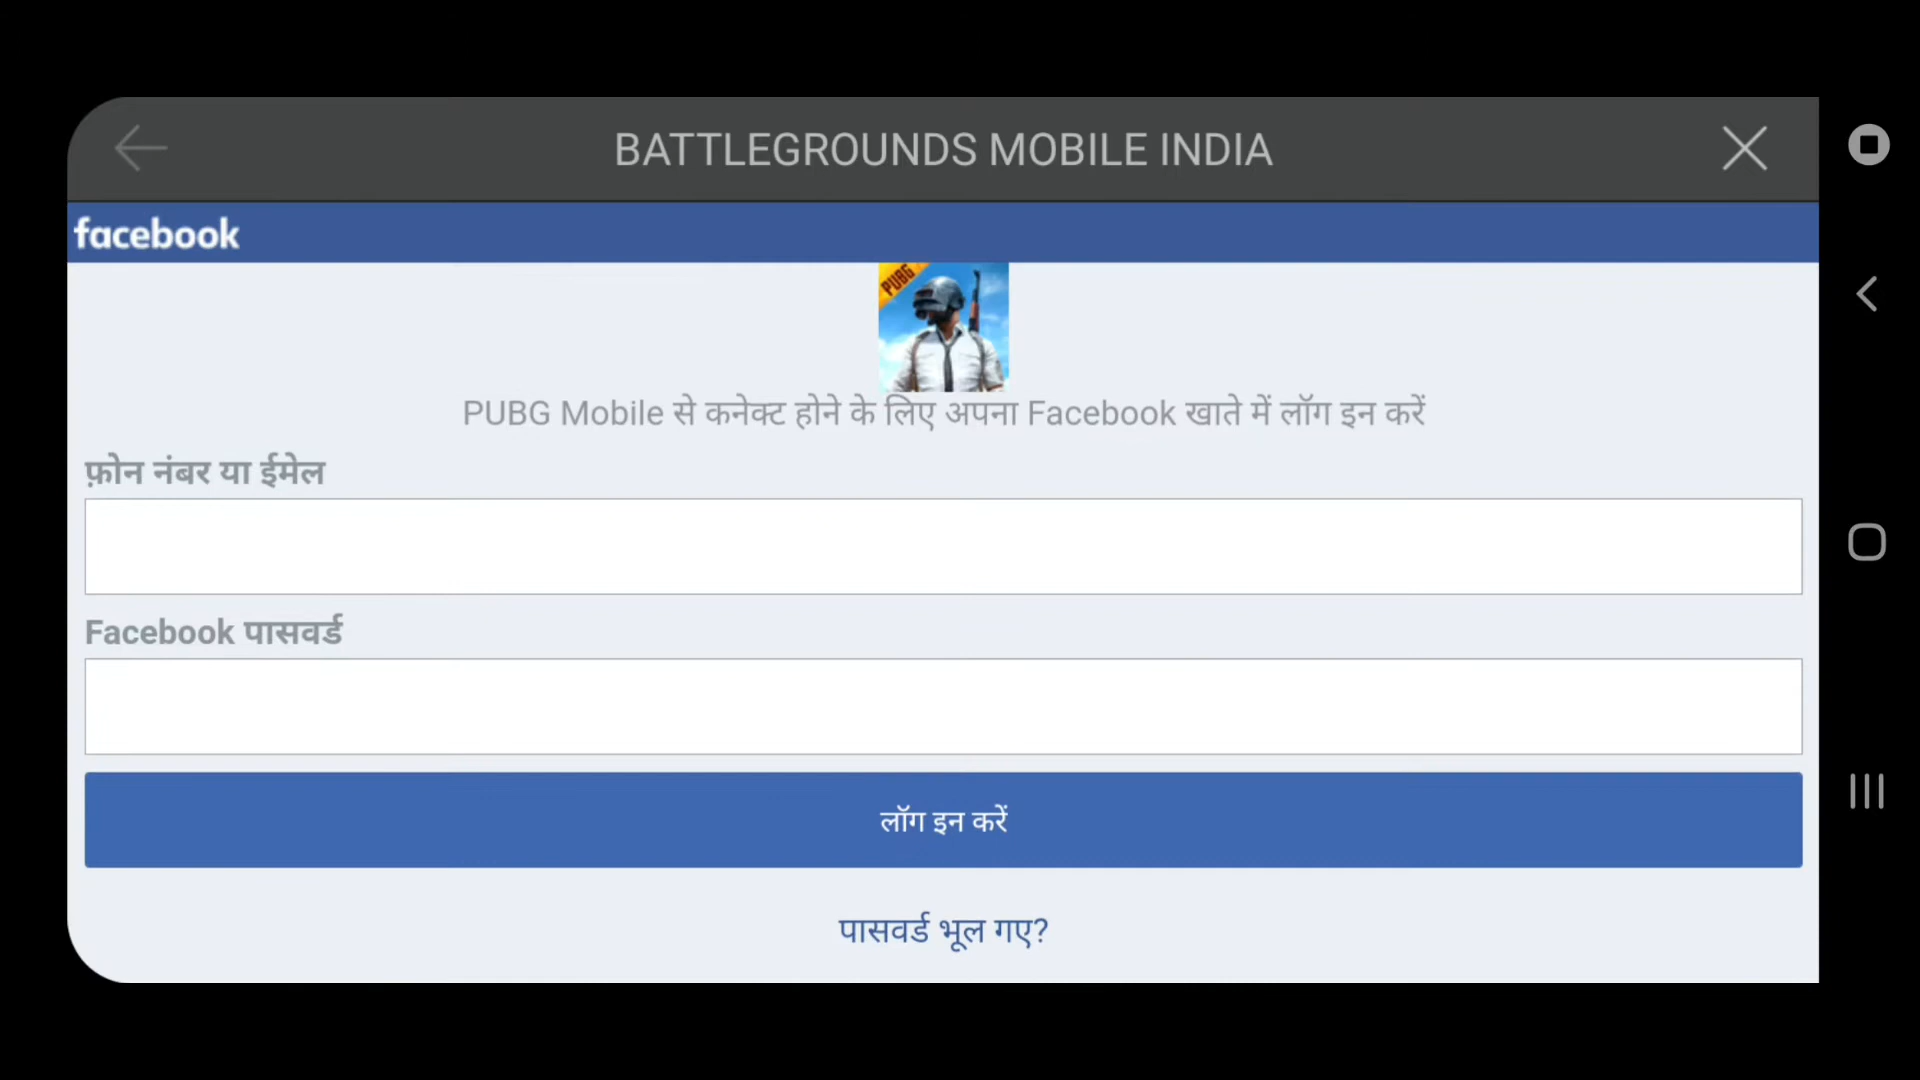 BATTLEGROUNDS MOBILE INDIA
facebook
PUBG
PUBG Mobile से कनेक्ट होने के लिए अपना Facebook खाते में लॉग इन करें
फ़ोन नंबर या ईमेल
Facebook पासवर्ड
लॉग इन करें
पासवर्ड भूल गए?